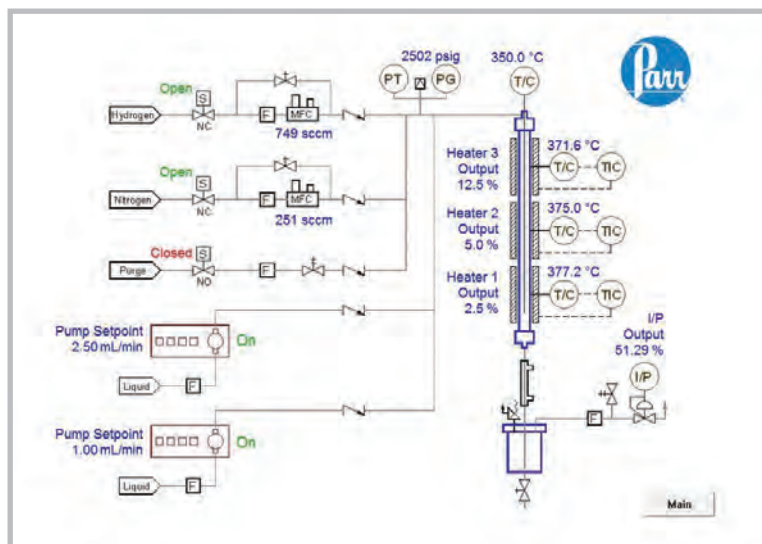 2502 psig
350.0 °C
PT
PG
T/C
Parr
Open
S
Hydrogen
NC
F
MFC
749 sccm
Heater 3
Output
12.5 %
371.6 °C
T/C
TIC
Open
S
Nitrogen
NC
F
MFC
251 sccm
Heater 2
Output
5.0 %
375.0 °C
T/C
TIC
Closed
S
Purge
NO
F
Heater 1
Output
2.5 %
377.2 °C
T/C
TIC
Pump Setpoint
2.50 mL/min
On
Liquid
F
I/P
Output
51.29 %
I/P
F
Pump Setpoint
1.00 mL/min
On
Liquid
F
Main